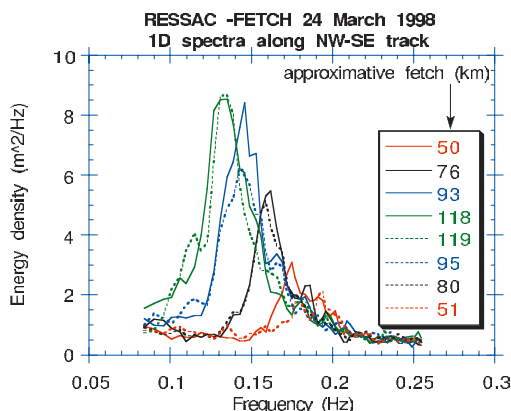 RESSAC -FETCH 24 March 1998
1D spectra along NW-SE track
approximative fetch (km)
10
8
6
4
2
0
Energy density (m^2/Hz)
50
76
93
118
119
95
80
51
0.05 0.1 0.15 0.2 0.25 0.3
Frequency (Hz)